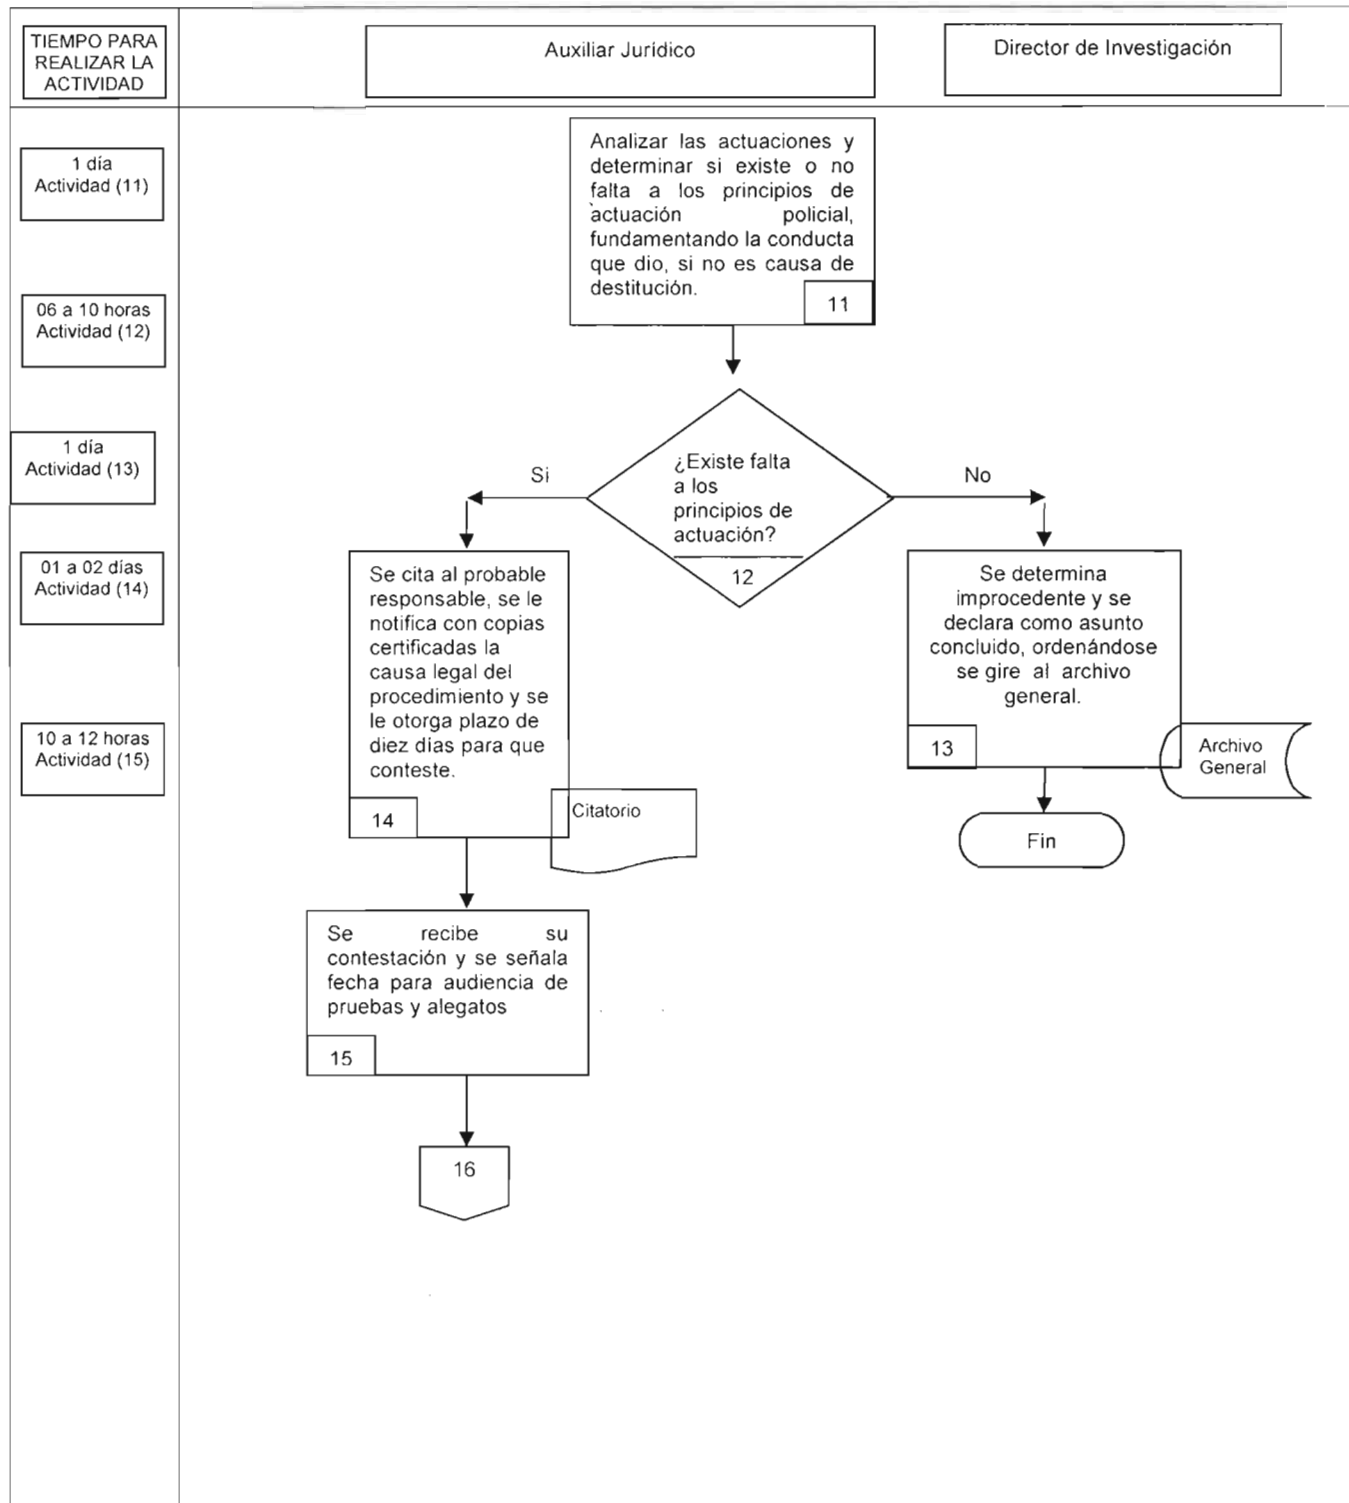 TIEMPO PARA
REALIZAR LA
ACTIVIDAD
Auxiliar Jurídico
Director de Investigación
1 día
Actividad (11)
06 a 10 horas
Actividad (12)
1 día
Actividad (13)
01 a 02 días
Actividad (14)
10 a 12 horas
Actividad (15)
Analizar las actuaciones y
determinar si existe o no
falta a los principios de
actuación policial,
fundamentando la conducta
que dio, si no es causa de
destitución.
11
¿Existe falta
a los
principios de
actuación?
12
Si
No
Se cita al probable
responsable, se le
notifica con copias
certificadas la
causa legal del
procedimiento y se
le otorga plazo de
diez días para que
conteste.
14
Citatorio
Se determina
improcedente y se
declara como asunto
concluido, ordenándose
se gire al archivo
general.
13
Archivo
General
Fin
Se recibe su
contestación y se señala
fecha para audiencia de
pruebas y alegatos
15
16